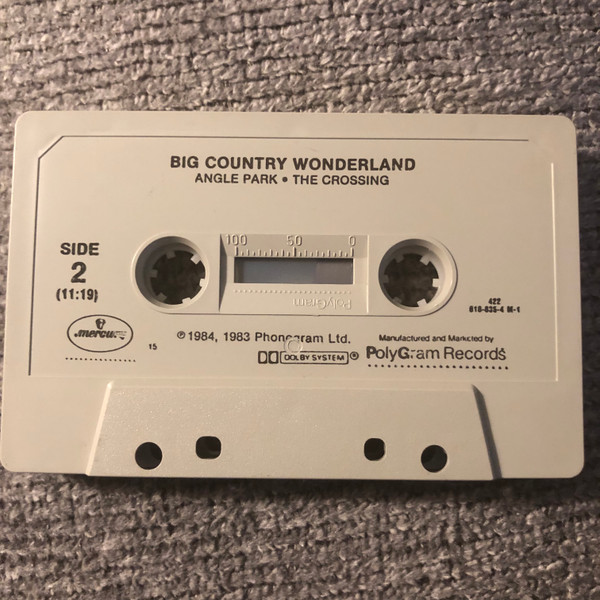 BIG COUNTRY WONDERLAND
ANGLE PARK • THE CROSSING
SIDE
2
(11:19)
100 50 0
PolyGram
422
818-835-4 M-1
mercury
15
℗ 1984, 1983 Phonogram Ltd.
DOLBY SYSTEM ®
Manufactured and Marketed by
PolyGram Records